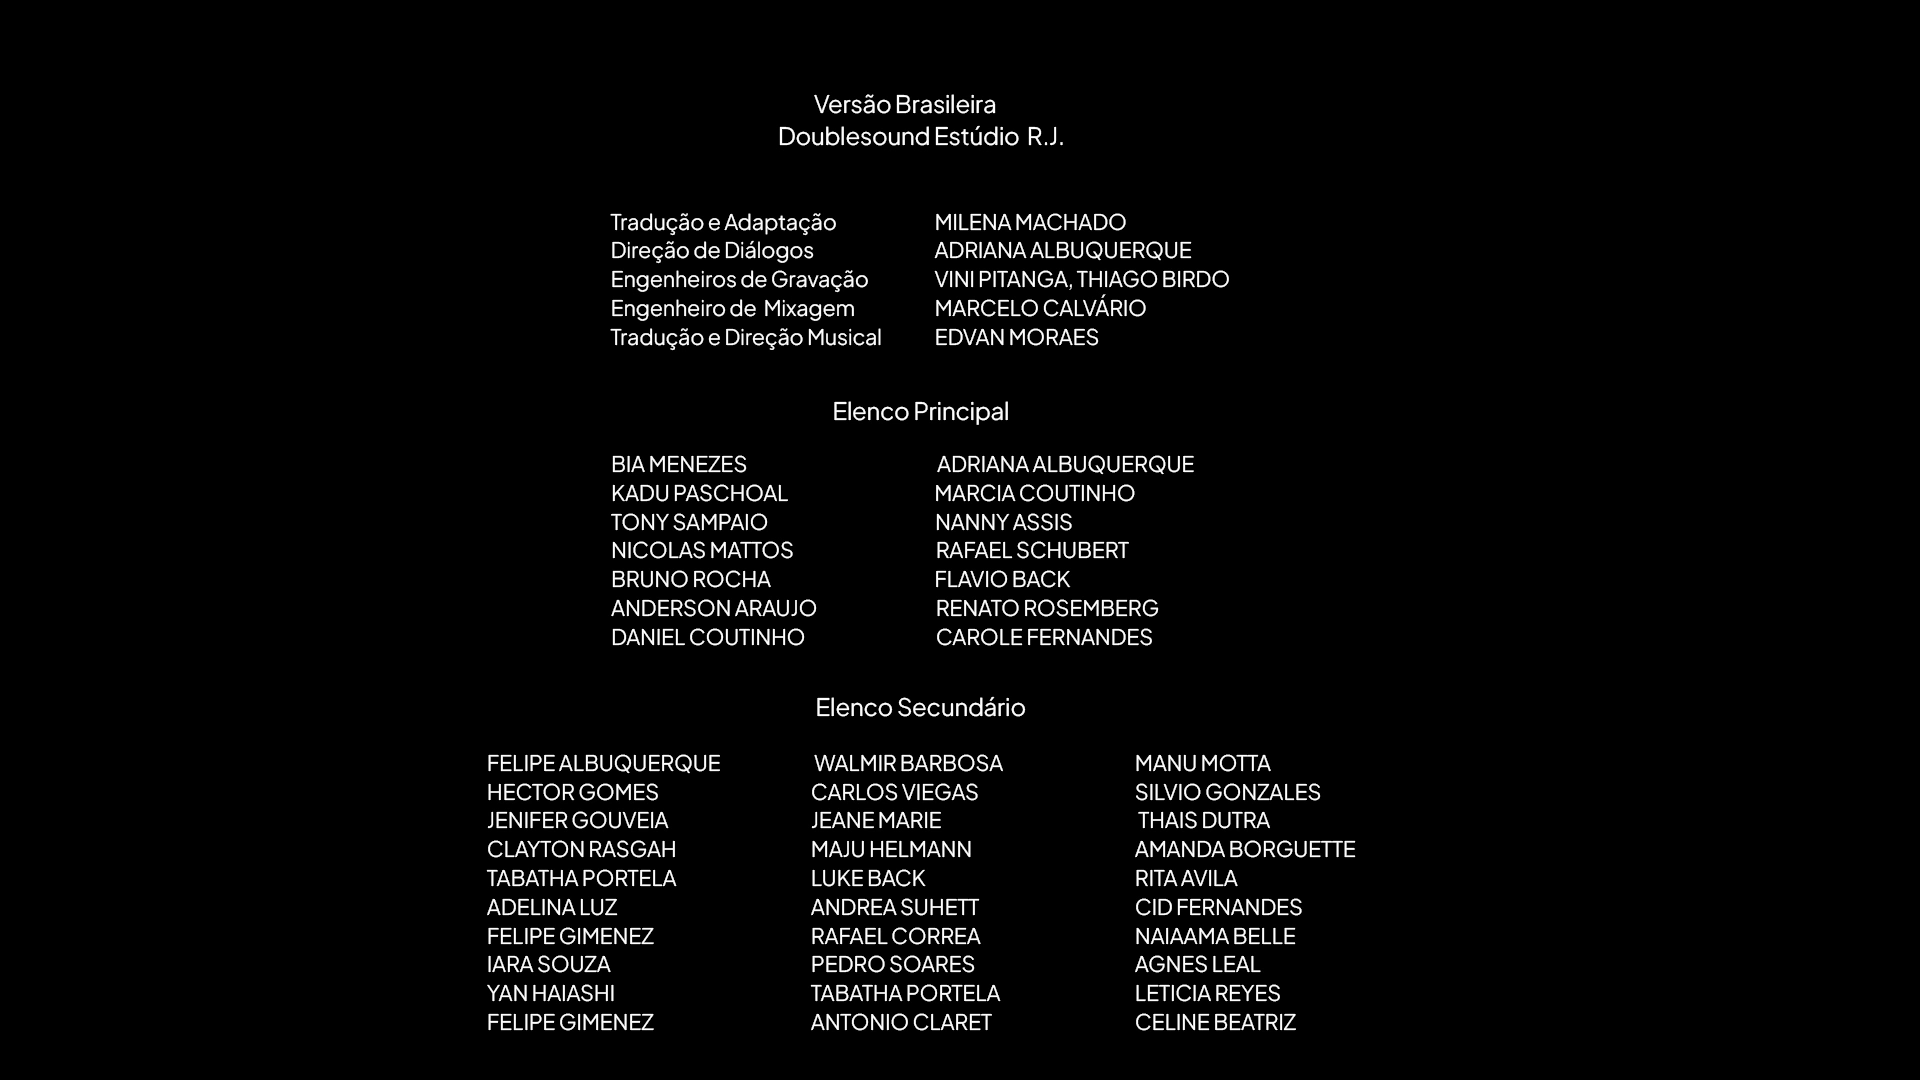 Versão Brasileira
Doublesound Estúdio R.J.
Tradução e Adaptação MILENA MACHADO
Direção de Diálogos ADRIANA ALBUQUERQUE
Engenheiros de Gravação VINI PITANGA, THIAGO BIRDO
Engenheiro de Mixagem MARCELO CALVÁRIO
Tradução e Direção Musical EDVAN MORAES
Elenco Principal
BIA MENEZES ADRIANA ALBUQUERQUE
KADU PASCHOAL MARCIA COUTINHO
TONY SAMPAIO NANNY ASSIS
NICOLAS MATTOS RAFAEL SCHUBERT
BRUNO ROCHA FLAVIO BACK
ANDERSON ARAUJO RENATO ROSEMBERG
DANIEL COUTINHO CAROLE FERNANDES
Elenco Secundário
FELIPE ALBUQUERQUE WALMIR BARBOSA MANU MOTTA
HECTOR GOMES CARLOS VIEGAS SILVIO GONZALES
JENIFER GOUVEIA JEANE MARIE THAIS DUTRA
CLAYTON RASGAH MAJU HELMANN AMANDA BORGUETTE
TABATHA PORTELA LUKE BACK RITA AVILA
ADELINA LUZ ANDREA SUHETT CID FERNANDES
FELIPE GIMENEZ RAFAEL CORREA NAIAAMA BELLE
IARA SOUZA PEDRO SOARES AGNES LEAL
YAN HAIASHI TABATHA PORTELA LETICIA REYES
FELIPE GIMENEZ ANTONIO CLARET CELINE BEATRIZ